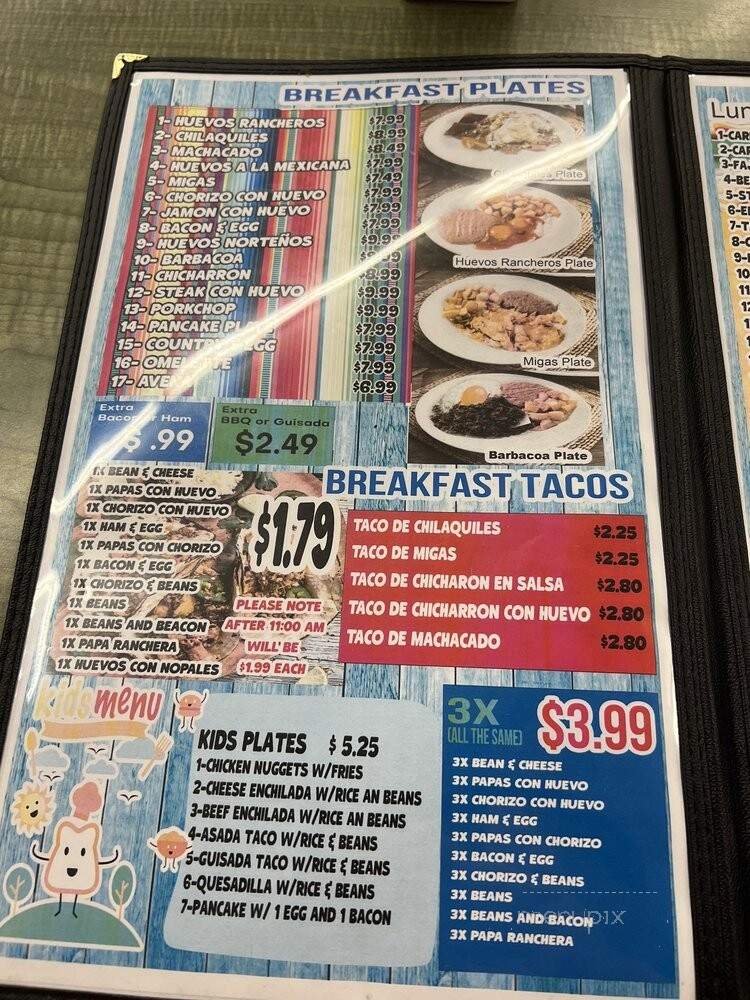 BREAKFAST PLATES
1- HUEVOS RANCHEROS $7.99
2- CHILAQUILES $8.99
3- MACHACADO $8.49
4- HUEVOS A LA MEXICANA $7.99
5- MIGAS $7.49
6- CHORIZO CON HUEVO $7.99
7- JAMON CON HUEVO $7.99
8- BACON & EGG $7.99
9- HUEVOS NORTEÑOS $9.99
10- BARBACOA
11- CHICHARRON $8.99
12- STEAK CON HUEVO $9.99
13- PORKCHOP $9.99
14- PANCAKE $7.99
15- EGG $7.99
16- $7.99
17- $6.99
Plate
Huevos Rancheros Plate
Migas Plate
Barbacoa Plate
Extra
Bacon or Ham
$ .99
Extra
BBQ or Guisada
$2.49
BREAKFAST TACOS
1X BEAN & CHEESE
1X PAPAS CON HUEVO
1X CHORIZO CON HUEVO
1X HAM & EGG
1X PAPAS CON CHORIZO
1X BACON & EGG
1X CHORIZO & BEANS
1X BEANS
1X BEANS AND BEACON
1X PAPA RANCHERA
1X HUEVOS CON NOPALES
$1.79
PLEASE NOTE
AFTER 11:00 AM
WILL'BE
$1.99 EACH
TACO DE CHILAQUILES $2.25
TACO DE MIGAS $2.25
TACO DE CHICHARON EN SALSA $2.80
TACO DE CHICHARRON CON HUEVO $2.80
TACO DE MACHACADO $2.80
kids menu
KIDS PLATES $ 5.25
1-CHICKEN NUGGETS W/FRIES
2-CHEESE ENCHILADA W/RICE AN BEANS
3-BEEF ENCHILADA W/RICE AN BEANS
4-ASADA TACO W/RICE & BEANS
5-GUISADA TACO W/RICE & BEANS
6-QUESADILLA W/RICE & BEANS
7-PANCAKE W/ 1 EGG AND 1 BACON
3X
(ALL THE SAME)
$3.99
3X BEAN & CHEESE
3X PAPAS CON HUEVO
3X CHORIZO CON HUEVO
3X HAM & EGG
3X PAPAS CON CHORIZO
3X BACON & EGG
3X CHORIZO & BEANS
3X BEANS
3X BEANS AND BACON
3X PAPA RANCHERA